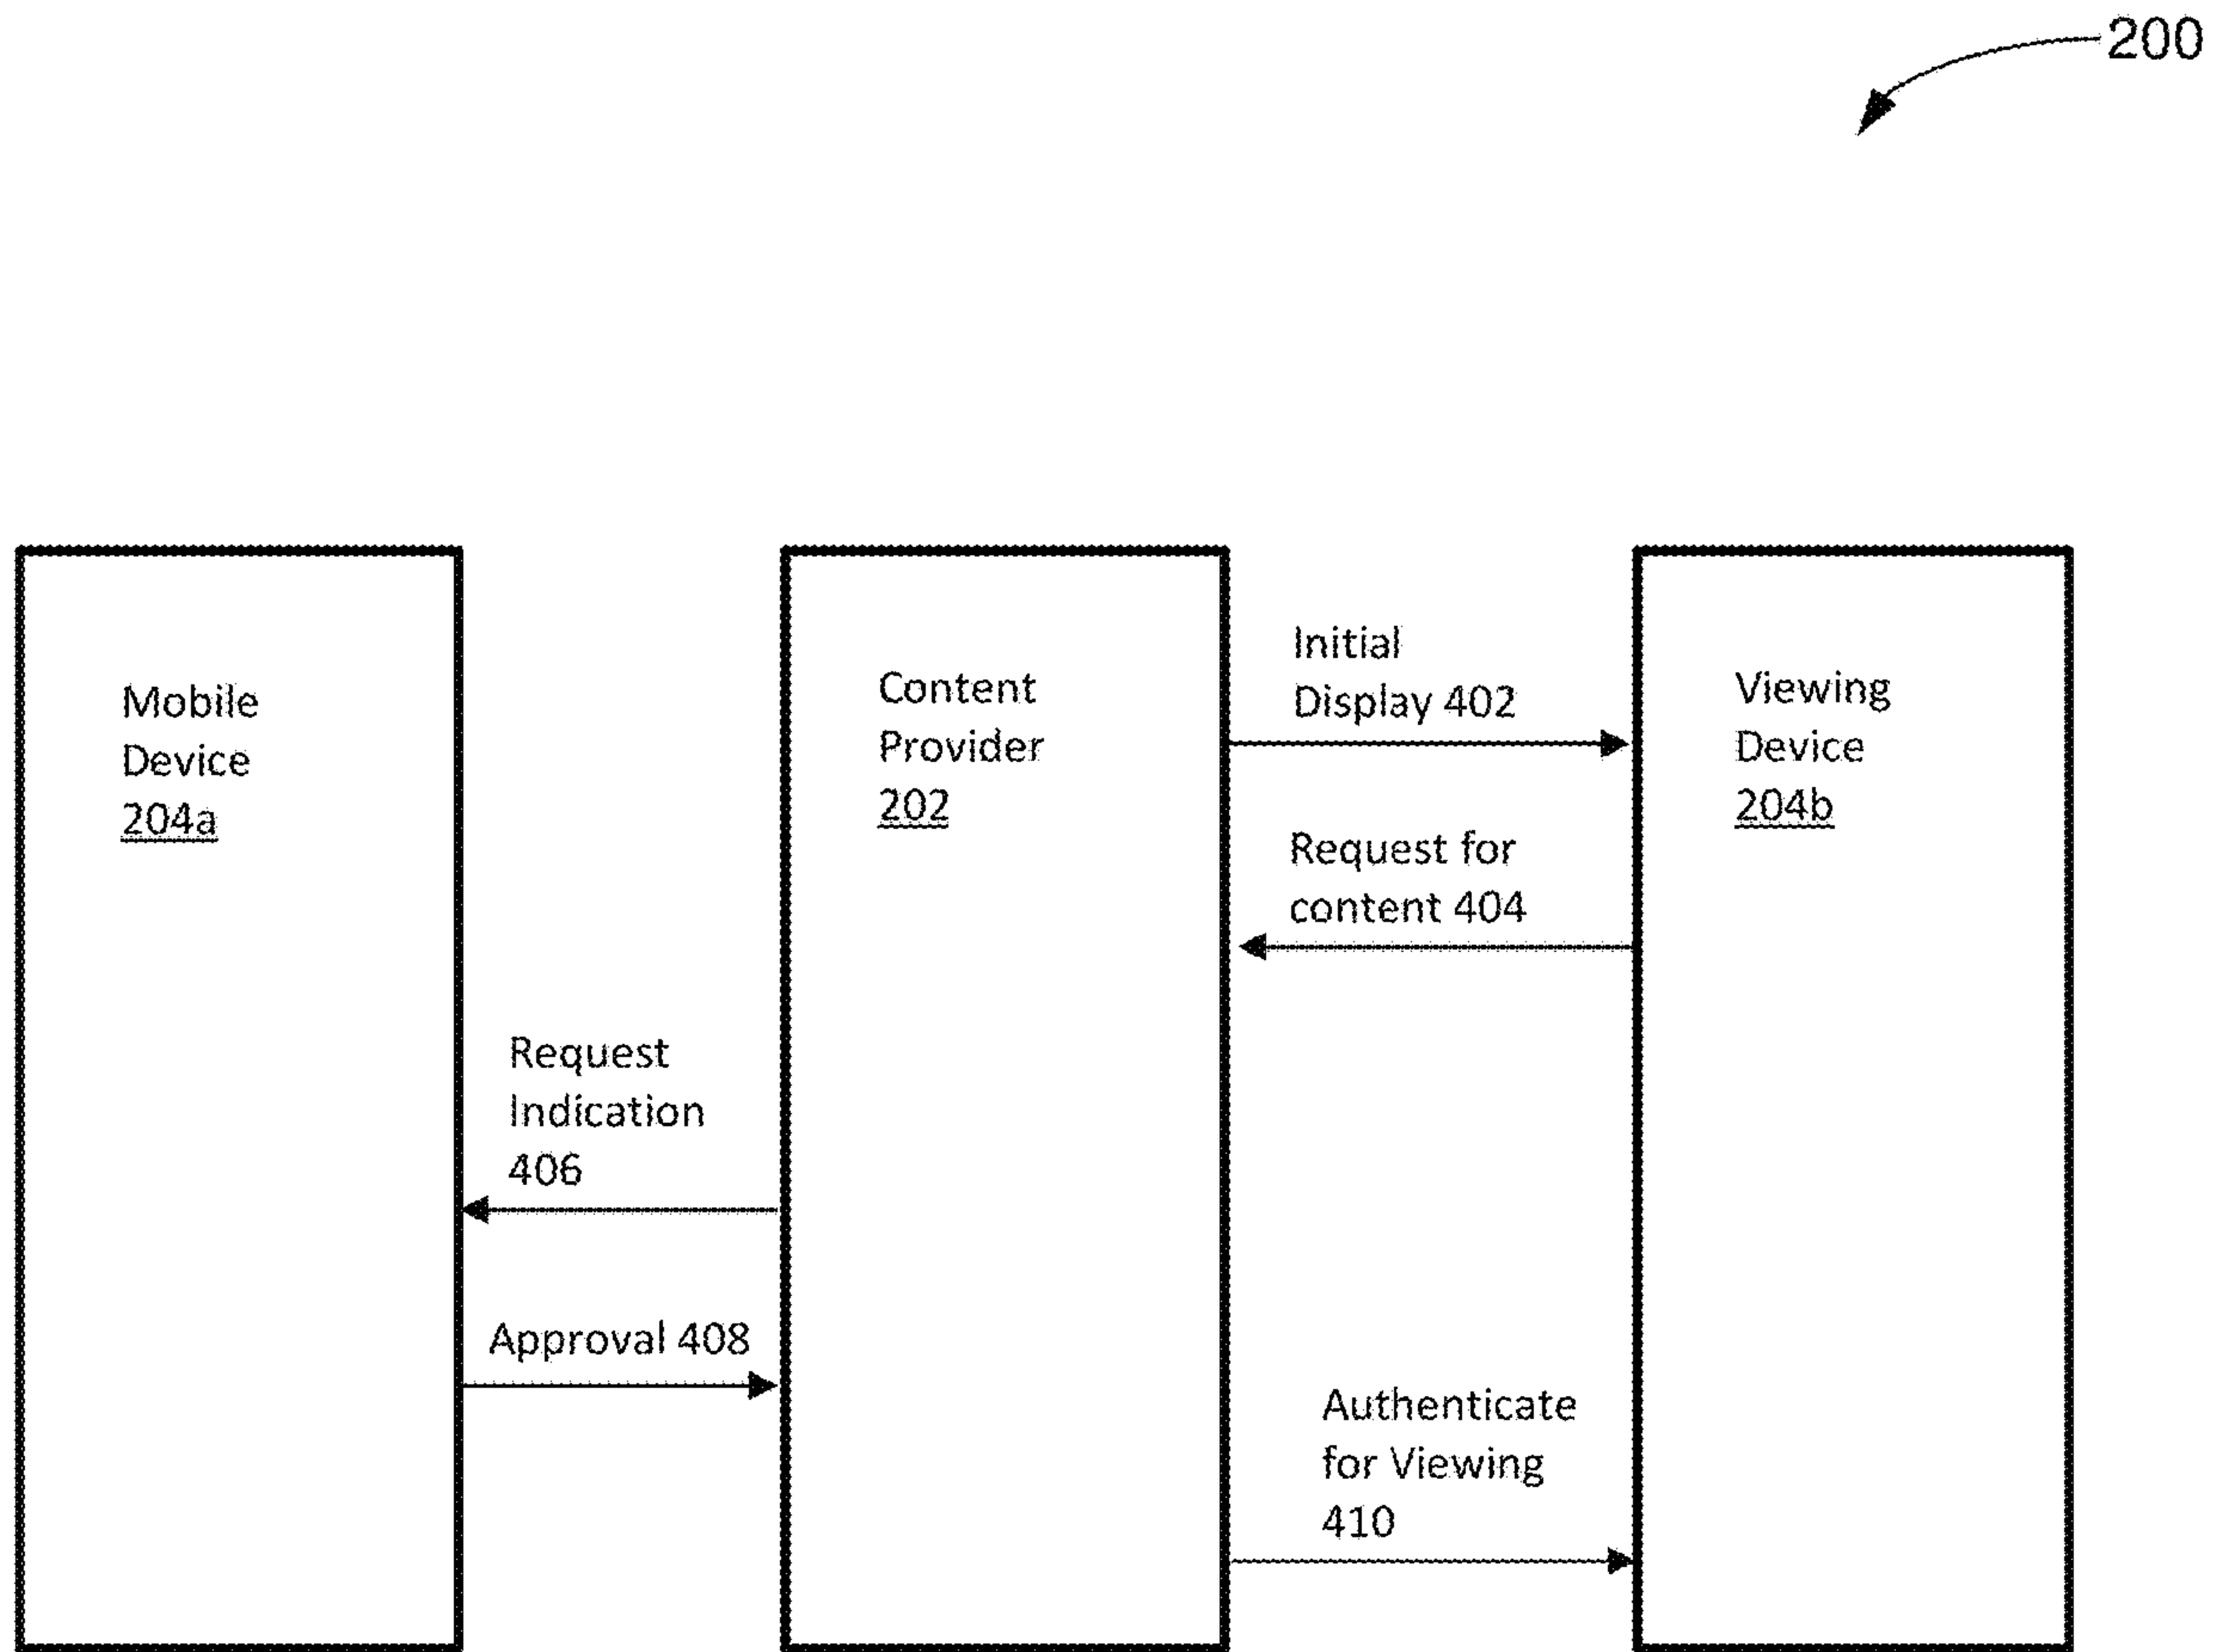 200
Mobile
Device
204a
Content
Provider
202
Initial
Display 402
Viewing
Device
204b
Request for
content 404
Request
Indication
406
Approval 408
Authenticate
for Viewing
410